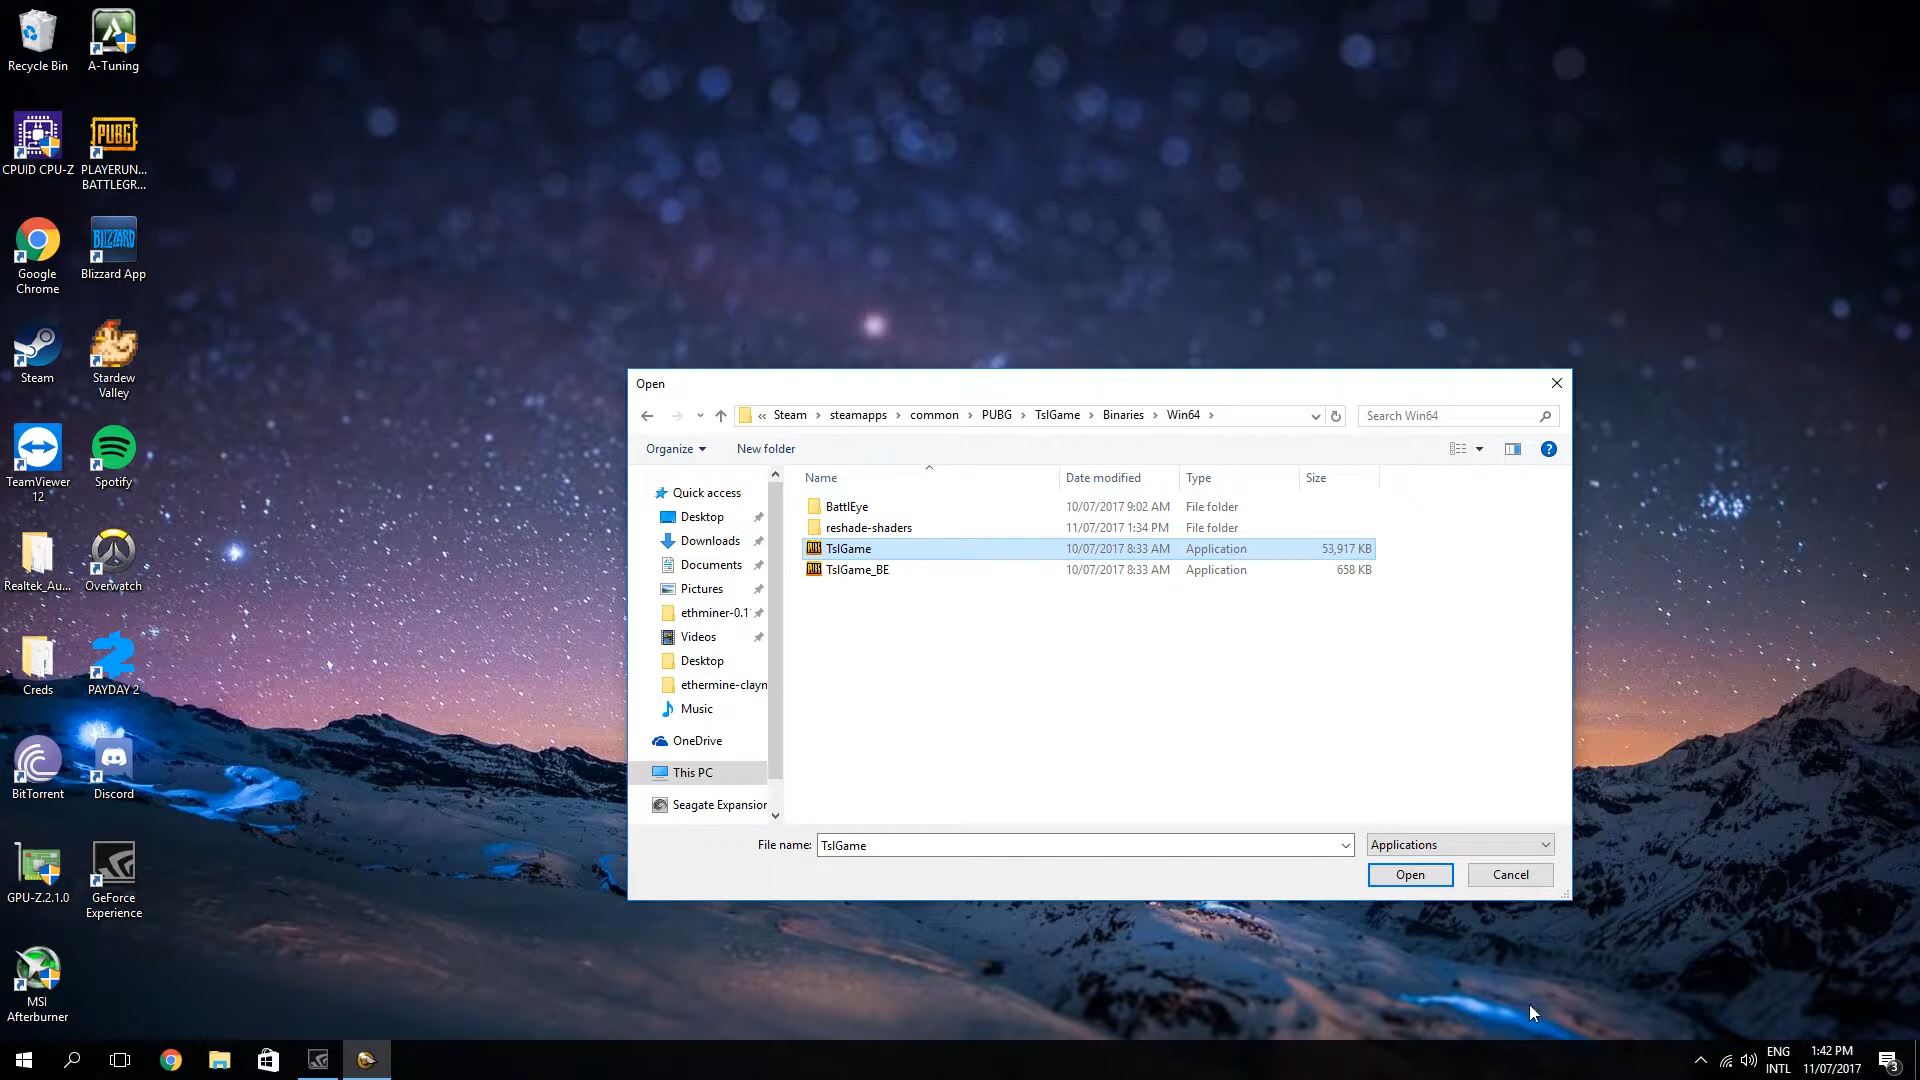 Recycle Bin
A-Tuning
CPUID CPU-Z
PUBG
PLAYERUN...
BATTLEGR...
Google
Chrome
BLIZZARD
Blizzard App
Steam
Stardew
Valley
TeamViewer
12
Spotify
Realtek_Au...
Overwatch
Creds
PAYDAY 2
BitTorrent
Discord
GPU-Z.2.1.0
GeForce
Experience
MSI
Afterburner
Open
« Steam › steamapps › common › PUBG › TslGame › Binaries › Win64 ›
Search Win64
Organize
New folder
Quick access
Desktop
Downloads
Documents
Pictures
ethminer-0.1
Videos
Desktop
ethermine-clayn
Music
OneDrive
This PC
Seagate Expansion
Name Date modified Type Size
BattlEye 10/07/2017 9:02 AM File folder
reshade-shaders 11/07/2017 1:34 PM File folder
TslGame 10/07/2017 8:33 AM Application 53,917 KB
TslGame_BE 10/07/2017 8:33 AM Application 658 KB
File name: TslGame
Applications
Open
Cancel
ENG
INTL
1:42 PM
11/07/2017
3